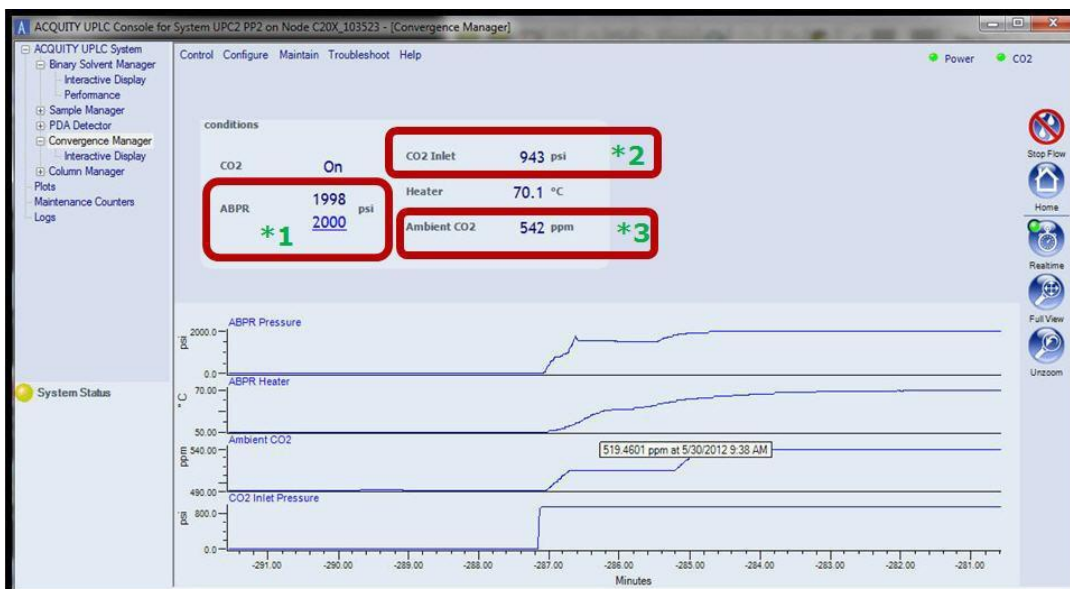 ACQUITY UPLC Console for System UPC2 PP2 on Node C20X_103523 - [Convergence Manager]
ACQUITY UPLC System
Binary Solvent Manager
Interactive Display
Performance
Sample Manager
PDA Detector
Convergence Manager
Interactive Display
Column Manager
Plots
Maintenance Counters
Logs
System Status
Control Configure Maintain Troubleshoot Help
Power CO2
conditions
CO2 On
ABPR 1998 psi
2000
*1
CO2 Inlet 943 psi *2
Heater 70.1 °C
Ambient CO2 542 ppm *3
Stop Flow
Home
Realtime
Full View
Unzoom
ABPR Pressure
psi
2000.0
0.0
ABPR Heater
°C
70.00
50.00
Ambient CO2
ppm
540.00
490.00
519.4601 ppm at 5/30/2012 9:38 AM
CO2 Inlet Pressure
psi
800.0
0.0
-291.00 -290.00 -289.00 -288.00 -287.00 -286.00 -285.00 -284.00 -283.00 -282.00 -281.00
Minutes